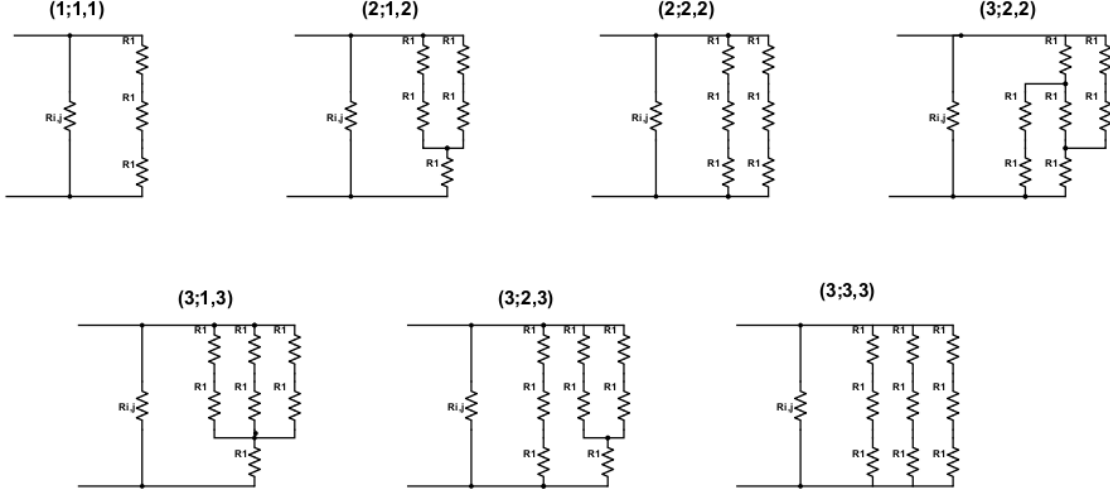 (1;1,1) (2;1,2) (2;2,2) (3;2,2)
R1 R1 R1 R1 R1 R1 R1
R1 R1 R1 R1 R1 R1 R1 R1
Ri,j Ri,j Ri,j Ri,j
R1 R1 R1 R1 R1
(3;1,3) (3;2,3) (3;3,3)
R1 R1 R1 R1 R1 R1 R1 R1 R1
R1 R1 R1 R1 R1 R1 R1 R1 R1
Ri,j Ri,j Ri,j
R1 R1 R1 R1 R1 R1